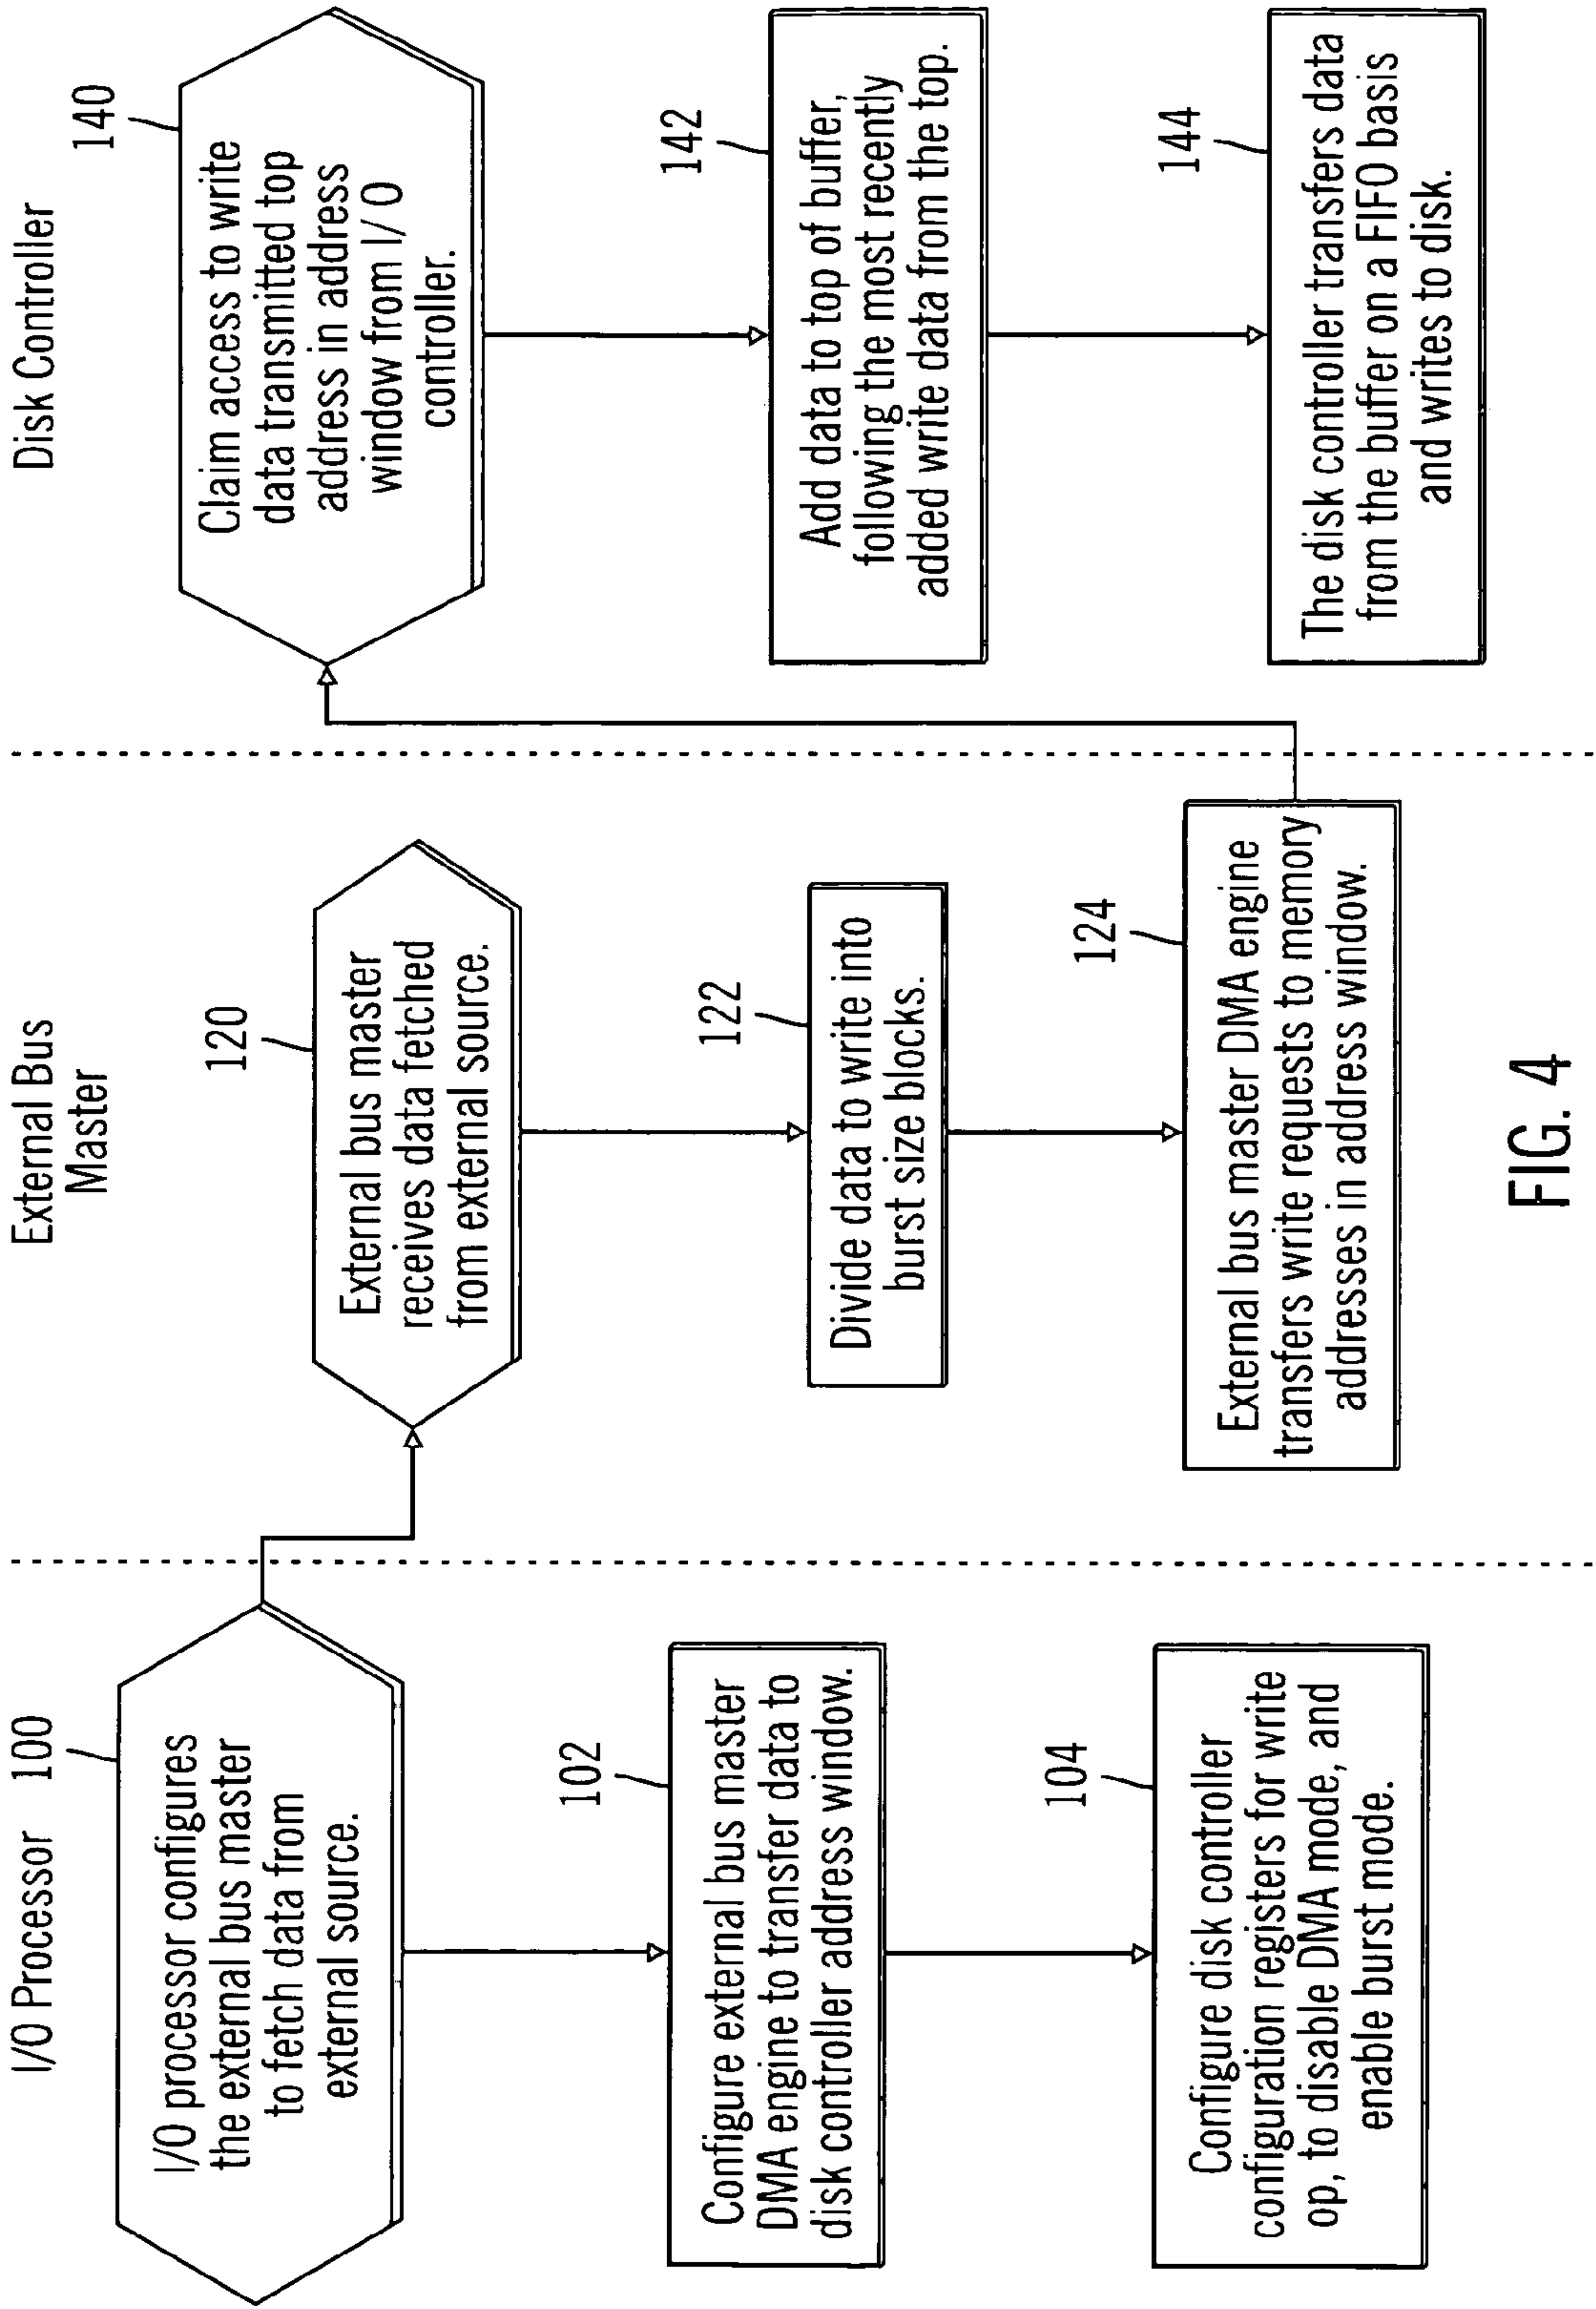 I/O Processor
100
I/O processor configures
the external bus master
to fetch data from
external source.
102
Configure external bus master
DMA engine to transfer data to
disk controller address window.
104
Configure disk controller
configuration registers for write
op, to disable DMA mode, and
enable burst mode.
External Bus
Master
120
External bus master
receives data fetched
from external source.
122
Divide data to write into
burst size blocks.
124
External bus master DMA engine
transfers write requests to memory
addresses in address window.
Disk Controller
140
Claim access to write
data transmitted top
address in address
window from I/O
controller.
142
Add data to top of buffer,
following the most recently
added write data from the top.
144
The disk controller transfers data
from the buffer on a FIFO basis
and writes to disk.
FIG. 4